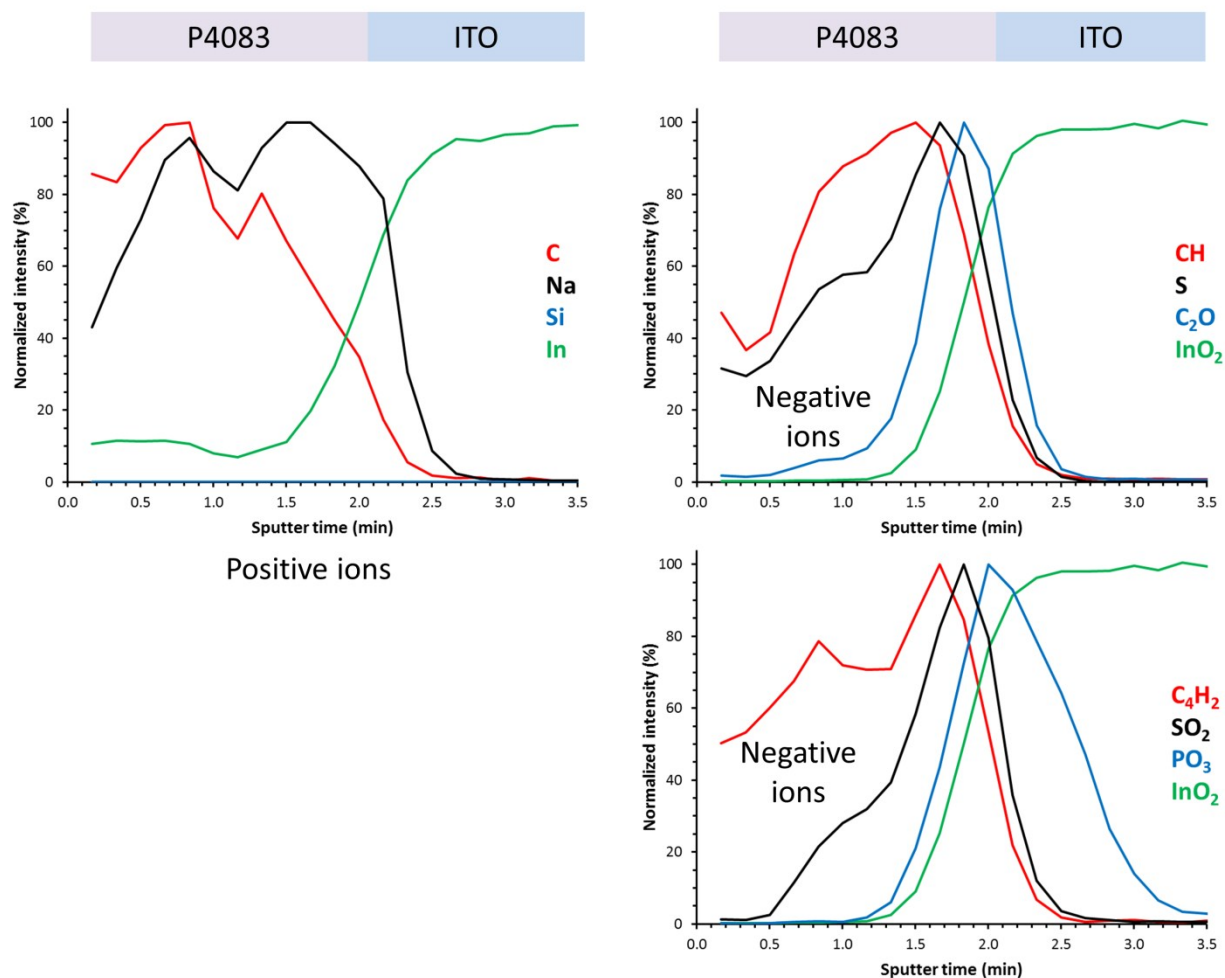 P4083 ITO
Normalized intensity (%)
100
80
60
40
20
0
C
Na
Si
In
0.0 0.5 1.0 1.5 2.0 2.5 3.0 3.5
Sputter time (min)
Positive ions
P4083 ITO
Normalized intensity (%)
100
80
60
40
20
0
CH
S
C₂O
InO₂
Negative
ions
0.0 0.5 1.0 1.5 2.0 2.5 3.0 3.5
Sputter time (min)
Normalized intensity (%)
100
80
60
40
20
0
C₄H₂
SO₂
PO₃
InO₂
Negative
ions
0.0 0.5 1.0 1.5 2.0 2.5 3.0 3.5
Sputter time (min)